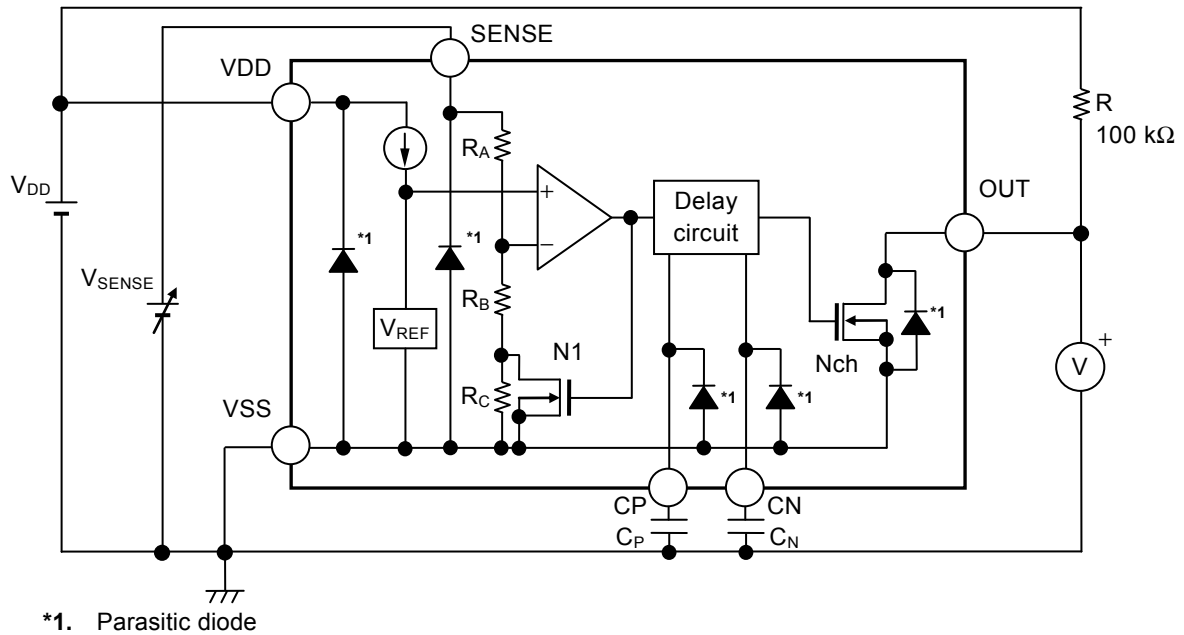 SENSE
VDD
R
100 kΩ
R_A
V_DD
+
−
Delay
circuit
OUT
*1
*1
V_SENSE
R_B
V_REF
*1
+
N1
Nch
V
R_C
*1
*1
VSS
CP
CN
C_P
C_N
*1. Parasitic diode